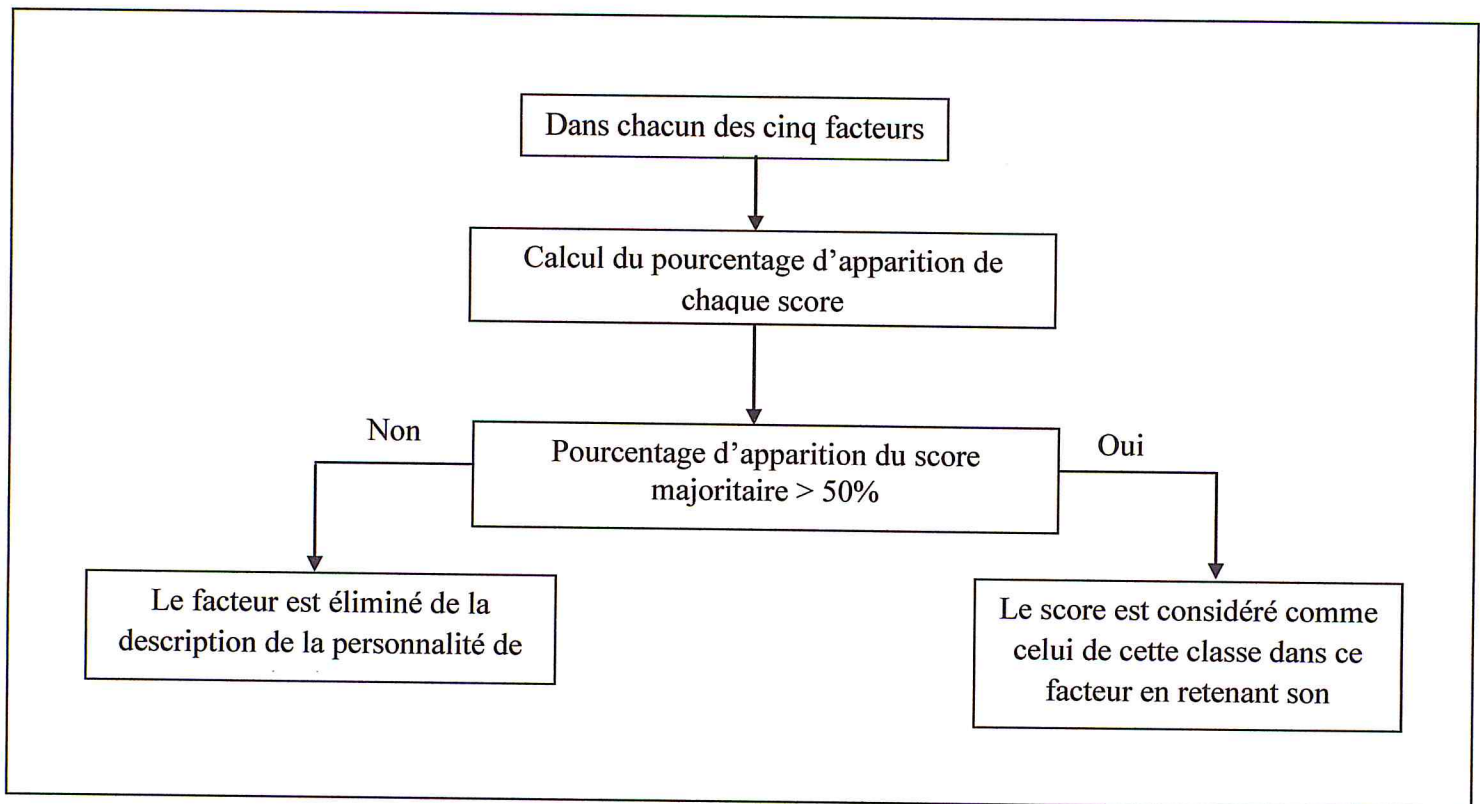 Dans chacun des cinq facteurs
Calcul du pourcentage d'apparition de
chaque score
Non
Pourcentage d'apparition du score
majoritaire > 50%
Oui
Le facteur est éliminé de la
description de la personnalité de
Le score est considéré comme
celui de cette classe dans ce
facteur en retenant son